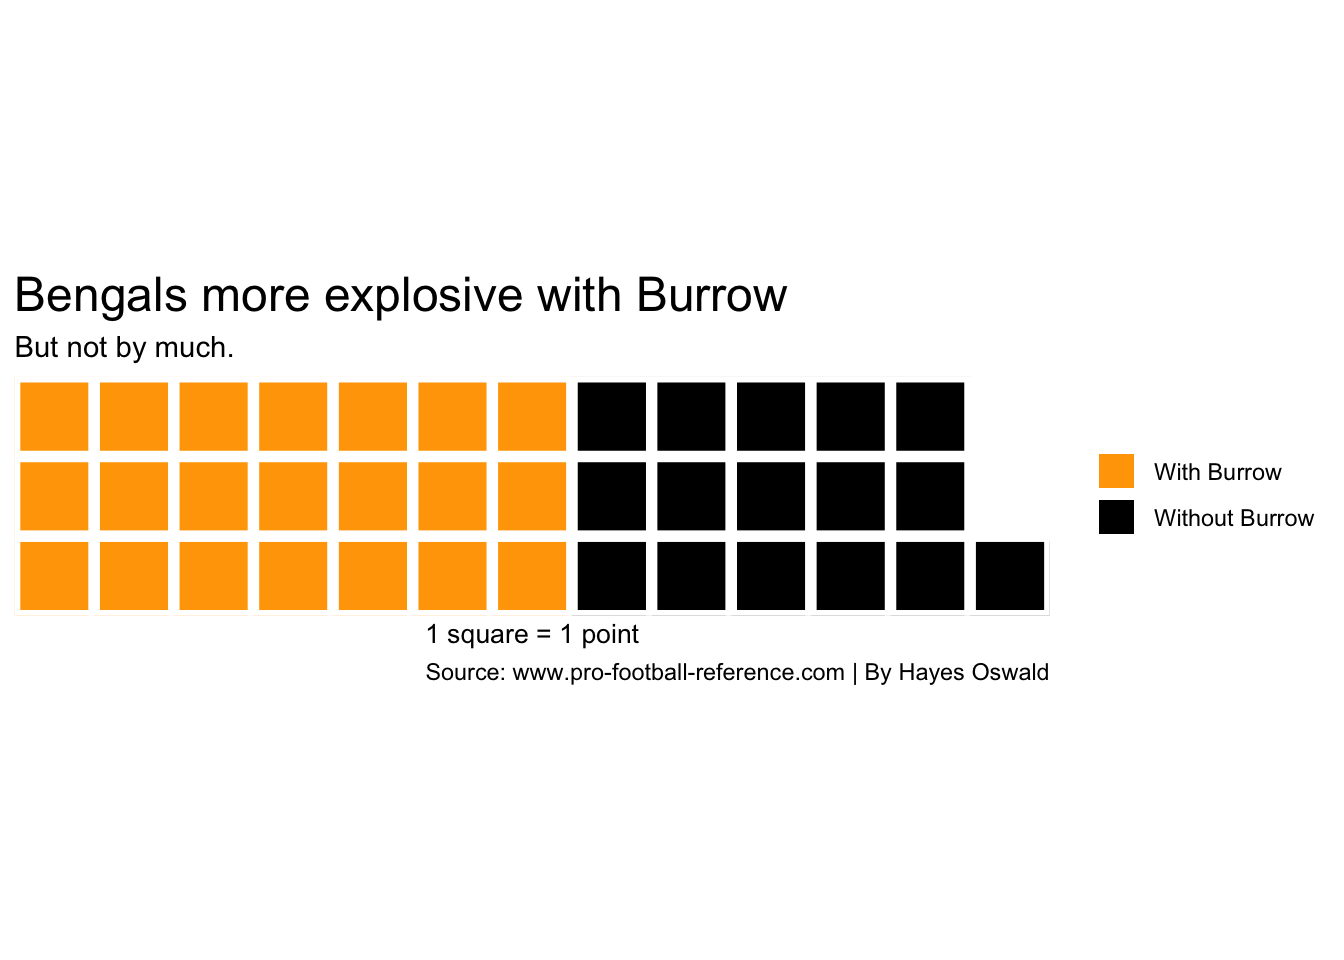 Bengals more explosive with Burrow
But not by much.
With Burrow
Without Burrow
1 square = 1 point
Source: www.pro-football-reference.com | By Hayes Oswald